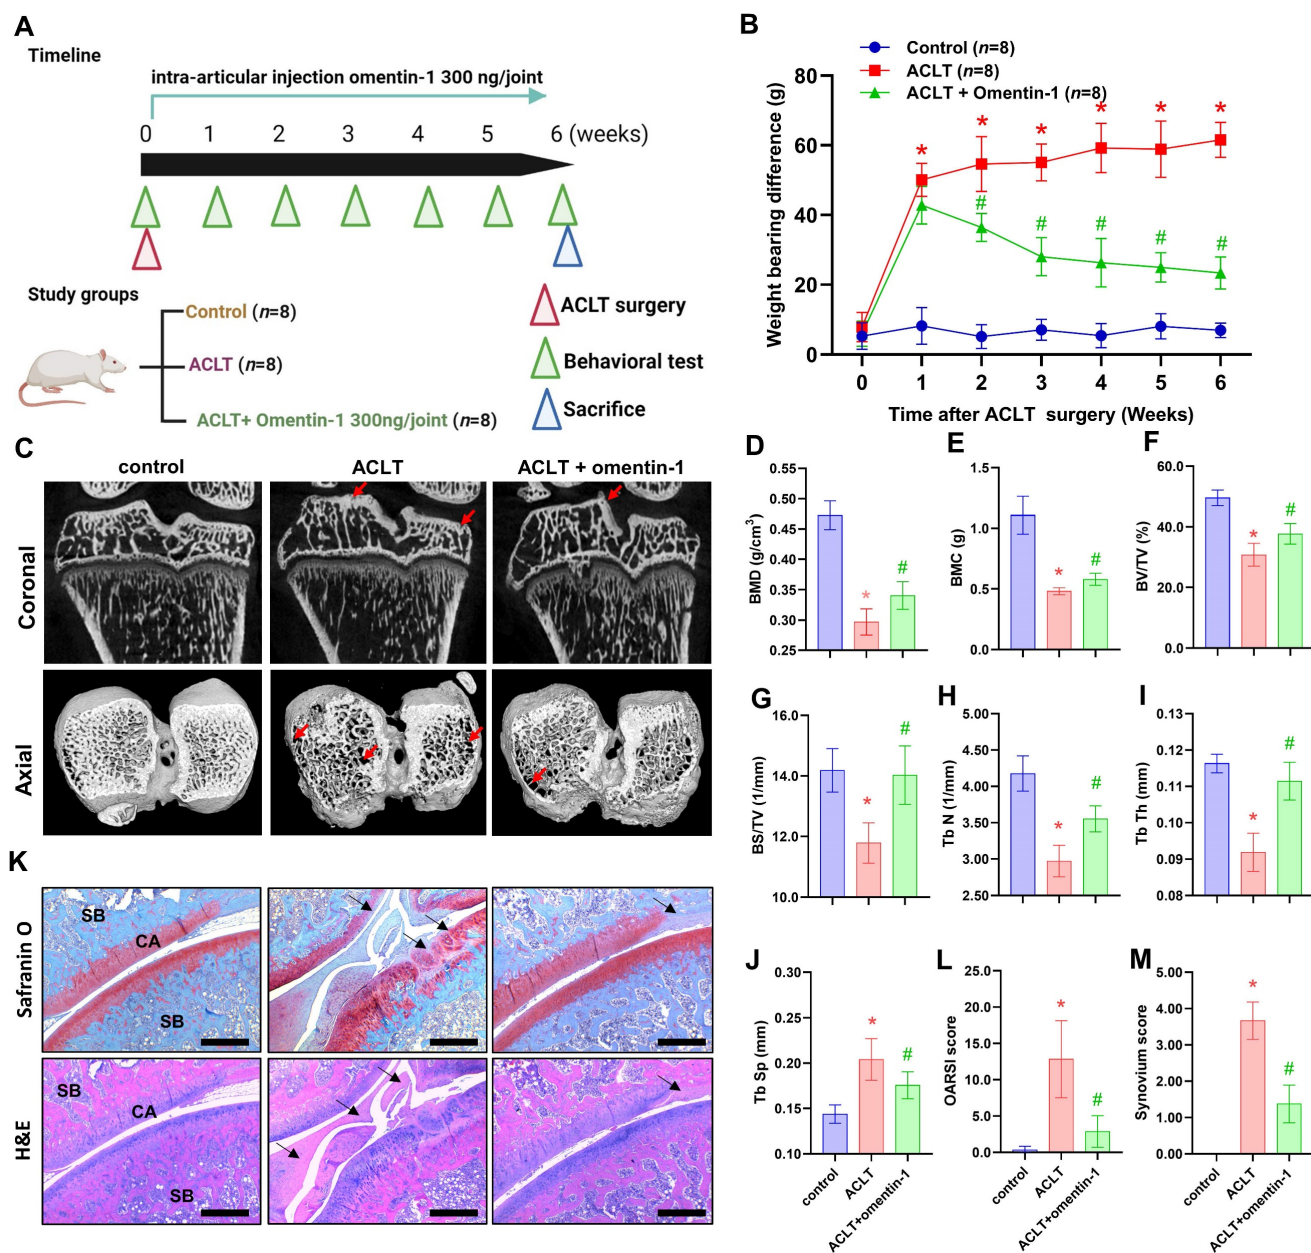 A
Timeline
intra-articular injection omentin-1 300 ng/joint
0 1 2 3 4 5 6 (weeks)
Study groups
Control (n=8)
ACLT (n=8)
ACLT+ Omentin-1 300ng/joint (n=8)
ACLT surgery
Behavioral test
Sacrifice
B
Control (n=8)
ACLT (n=8)
ACLT + Omentin-1 (n=8)
Weight bearing difference (g)
80
60
40
20
0
* * * * * *
# # # # #
0 1 2 3 4 5 6
Time after ACLT surgery (Weeks)
C
control ACLT ACLT + omentin-1
Coronal
Axial
D
BMD (g/cm³)
0.55
0.50
0.45
0.40
0.35
0.30
0.25
* #
E
BMC (g)
1.5
1.0
0.5
0.0
* #
F
BV/TV (%)
60.0
40.0
20.0
0.0
* #
G
BS/TV (1/mm)
16.0
14.0
12.0
10.0
* #
H
Tb N (1/mm)
5.00
4.50
4.00
3.50
3.00
2.50
* #
I
Tb Th (mm)
0.13
0.12
0.11
0.10
0.09
0.08
* #
K
Safranin O
SB
CA
SB
H&E
SB
CA
SB
J
Tb Sp (mm)
0.30
0.25
0.20
0.15
0.10
* #
control
ACLT
ACLT+omentin-1
L
OARSI score
25.0
20.0
15.0
10.0
5.0
0.0
* #
control
ACLT
ACLT+omentin-1
M
Synovium score
5.00
4.00
3.00
2.00
1.00
0.00
* #
control
ACLT
ACLT+omentin-1